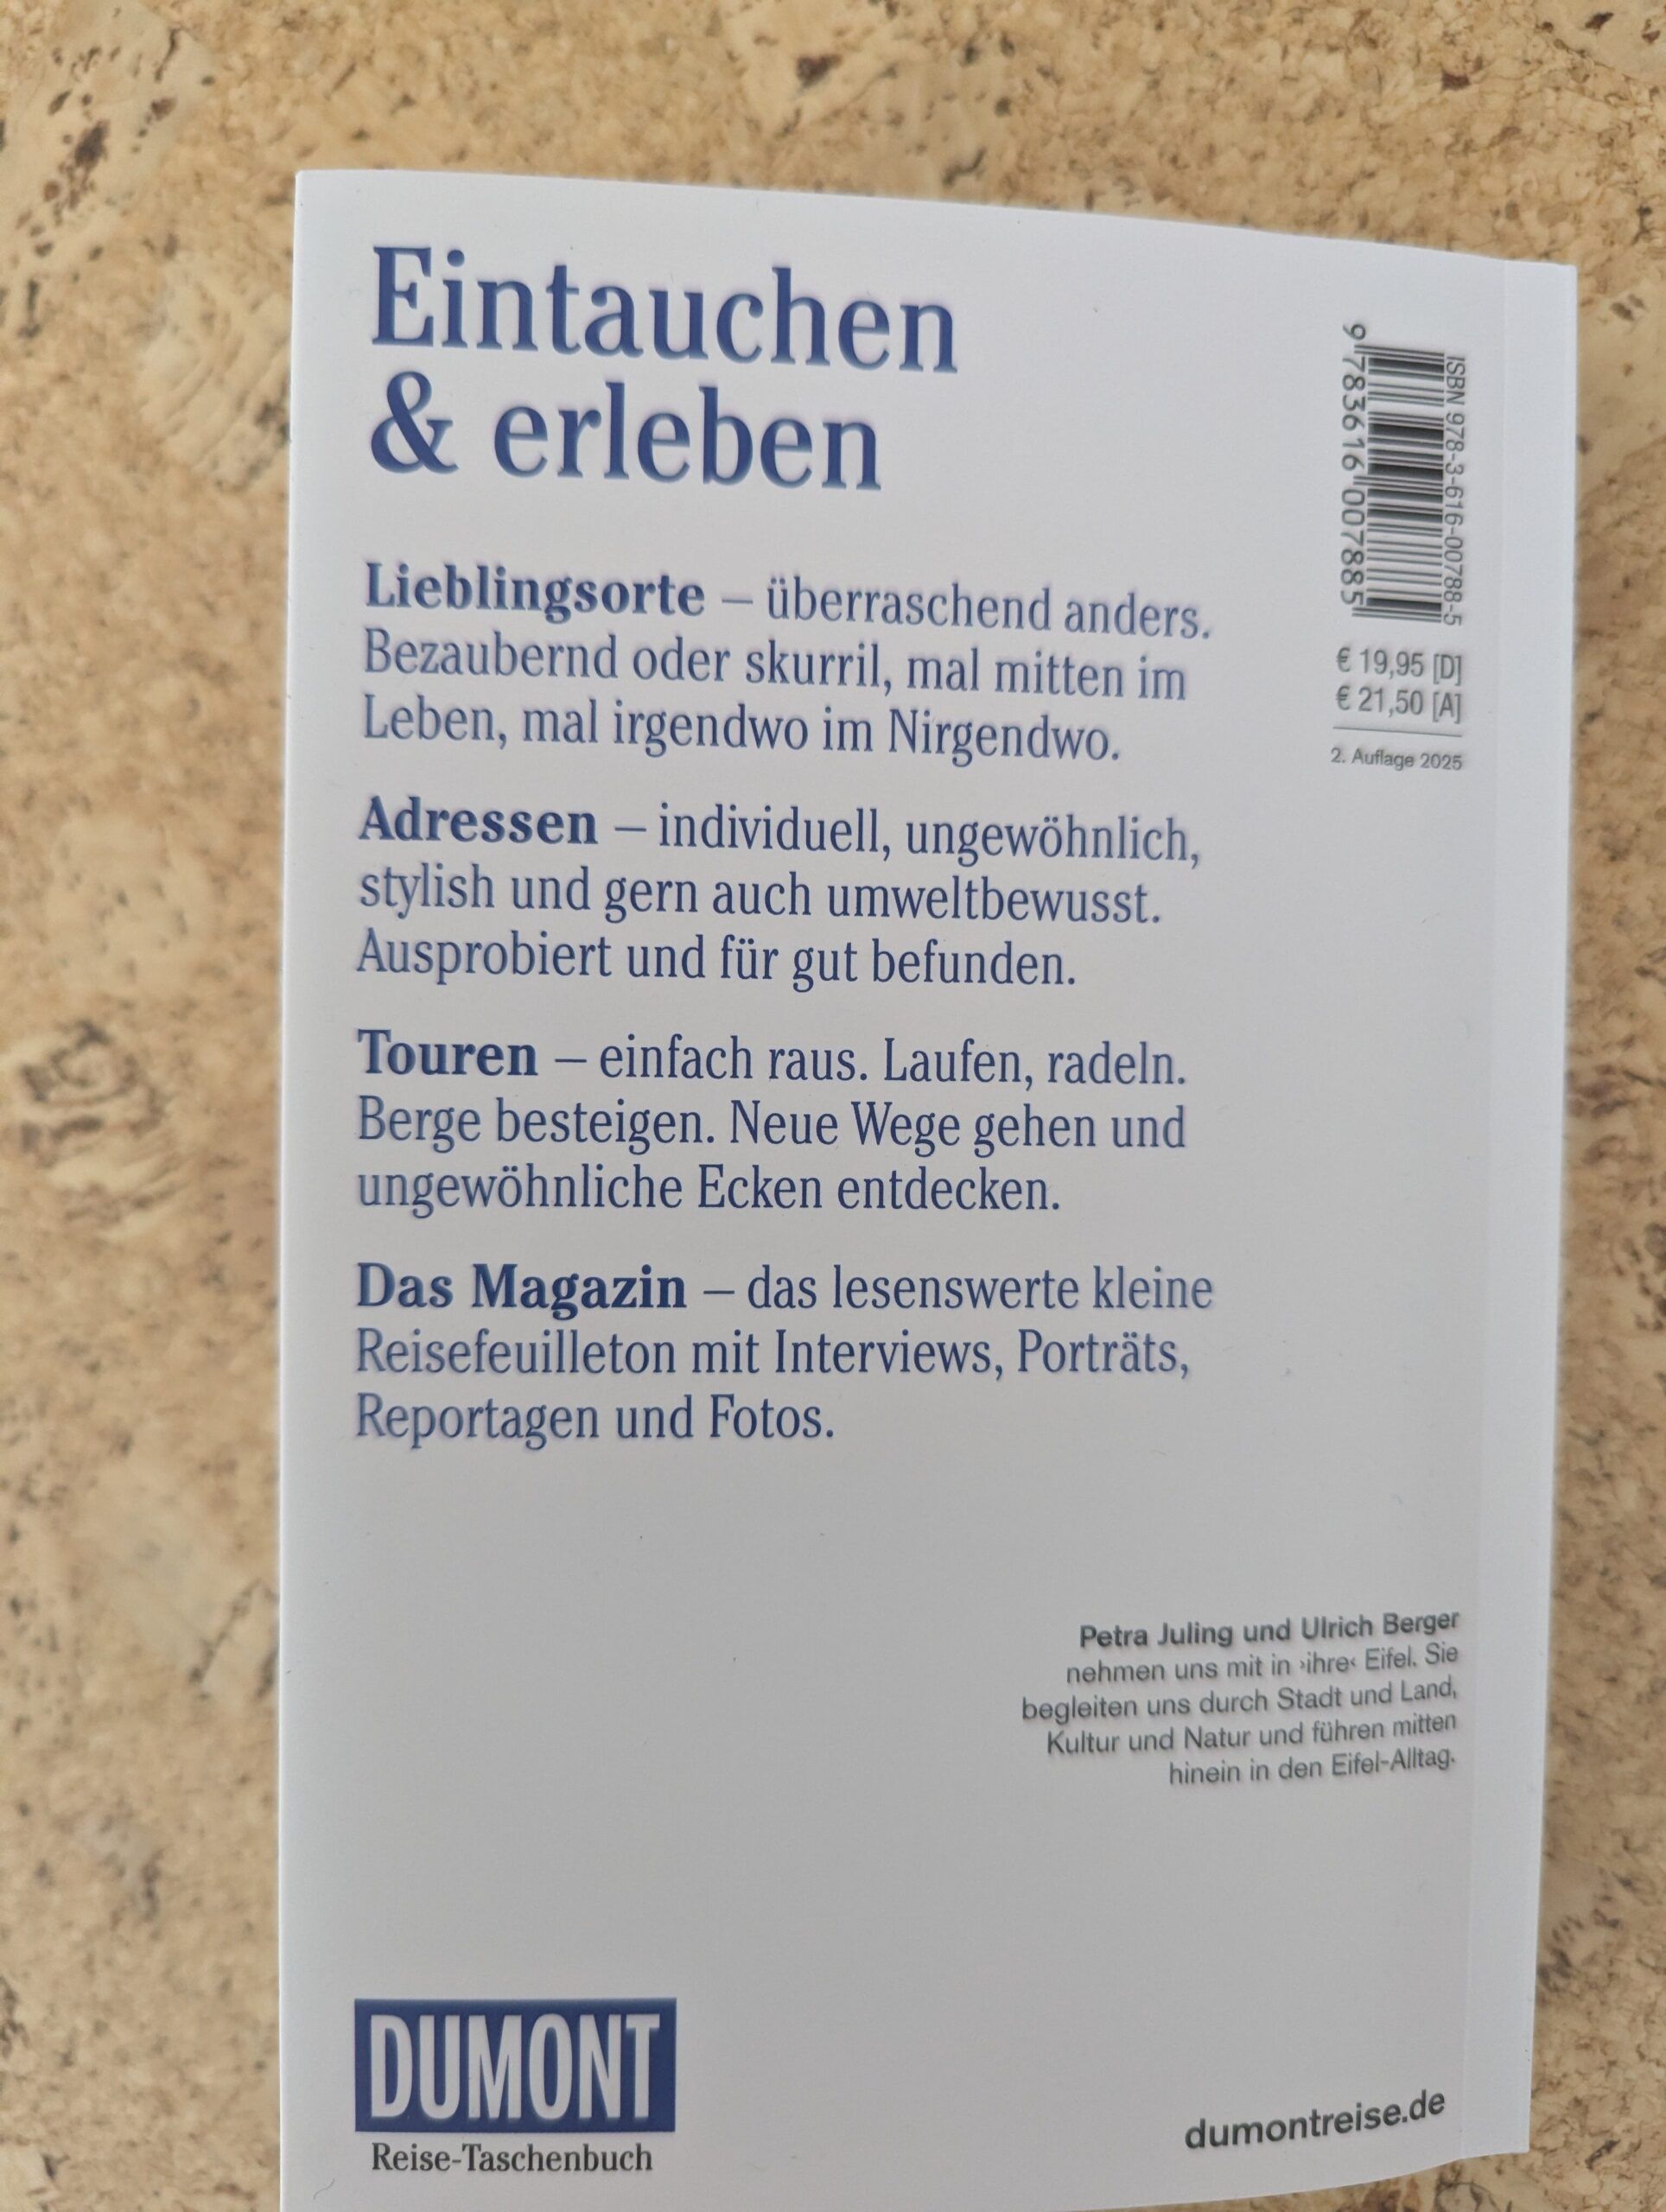 Eintauchen
& erleben
Lieblingsorte – überraschend anders.
Bezaubernd oder skurril, mal mitten im
Leben, mal irgendwo im Nirgendwo.
Adressen – individuell, ungewöhnlich,
stylish und gern auch umweltbewusst.
Ausprobiert und für gut befunden.
Touren – einfach raus. Laufen, radeln.
Berge besteigen. Neue Wege gehen und
ungewöhnliche Ecken entdecken.
Das Magazin – das lesenswerte kleine
Reisefeuilleton mit Interviews, Porträts,
Reportagen und Fotos.
ISBN 978-3-616-00788-5
9 783616 007885
€ 19,95 [D]
€ 21,50 [A]
2. Auflage 2025
Petra Juling und Ulrich Berger
nehmen uns mit in ›ihre‹ Eifel. Sie
begleiten uns durch Stadt und Land,
Kultur und Natur und führen mitten
hinein in den Eifel-Alltag.
DUMONT
Reise-Taschenbuch
dumontreise.de